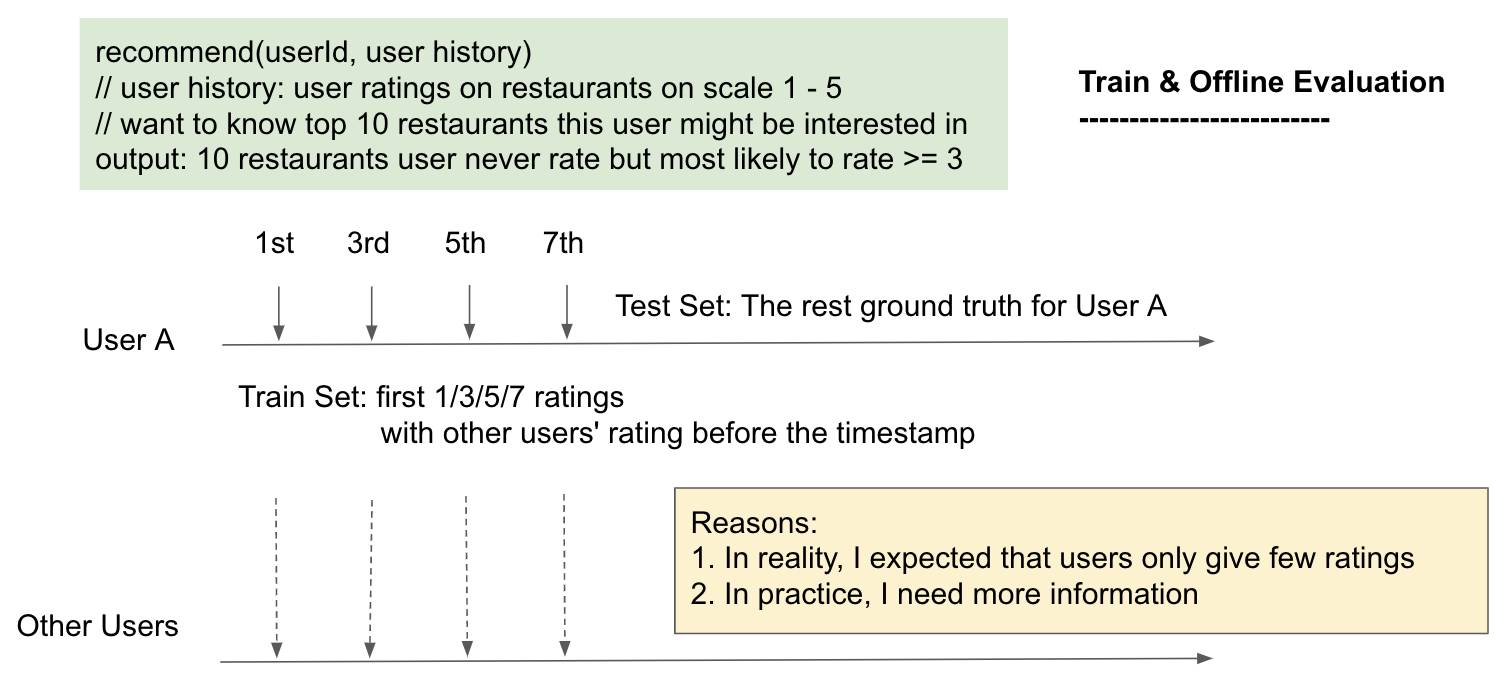 recommend(userId, user history)
// user history: user ratings on restaurants on scale 1 - 5
// want to know top 10 restaurants this user might be interested in
output: 10 restaurants user never rate but most likely to rate >= 3
Train & Offline Evaluation
-------------------------
1st 3rd 5th 7th
Test Set: The rest ground truth for User A
User A
Train Set: first 1/3/5/7 ratings
with other users' rating before the timestamp
Reasons:
1. In reality, I expected that users only give few ratings
2. In practice, I need more information
Other Users